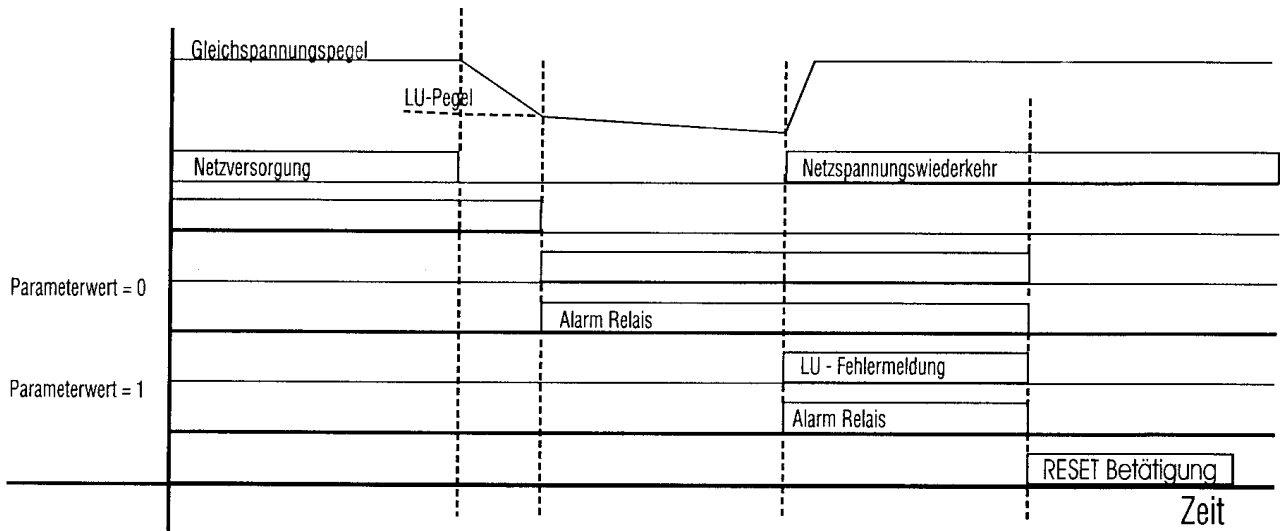 Gleichspannungspegel
LU-Pegel
Netzversorgung
Netzspannungswiederkehr
Parameterwert = 0
Alarm Relais
LU - Fehlermeldung
Parameterwert = 1
Alarm Relais
RESET Betätigung
Zeit